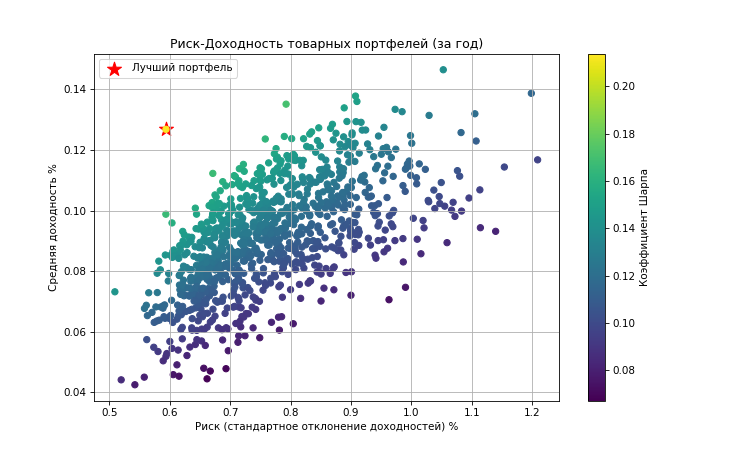 Риск-Доходность товарных портфелей (за год)
Лучший портфель
Средняя доходность %
0.14
0.12
0.10
0.08
0.06
0.04
0.5 0.6 0.7 0.8 0.9 1.0 1.1 1.2
Риск (стандартное отклонение доходностей) %
0.20
0.18
0.16
0.14
0.12
0.10
0.08
Коэффициент Шарпа